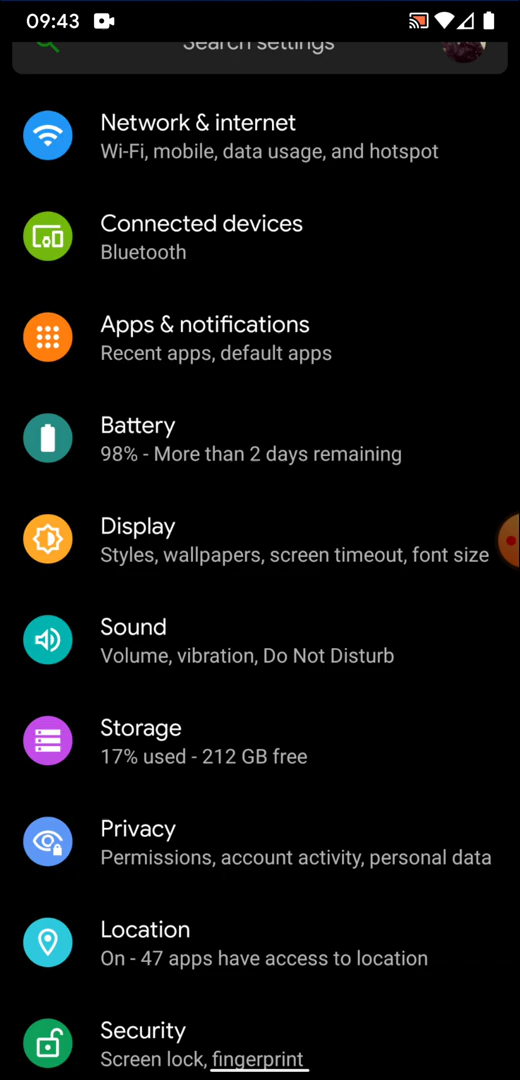 09:43
Search settings
Network & internet
Wi-Fi, mobile, data usage, and hotspot
Connected devices
Bluetooth
Apps & notifications
Recent apps, default apps
Battery
98% - More than 2 days remaining
Display
Styles, wallpapers, screen timeout, font size
Sound
Volume, vibration, Do Not Disturb
Storage
17% used - 212 GB free
Privacy
Permissions, account activity, personal data
Location
On - 47 apps have access to location
Security
Screen lock, fingerprint